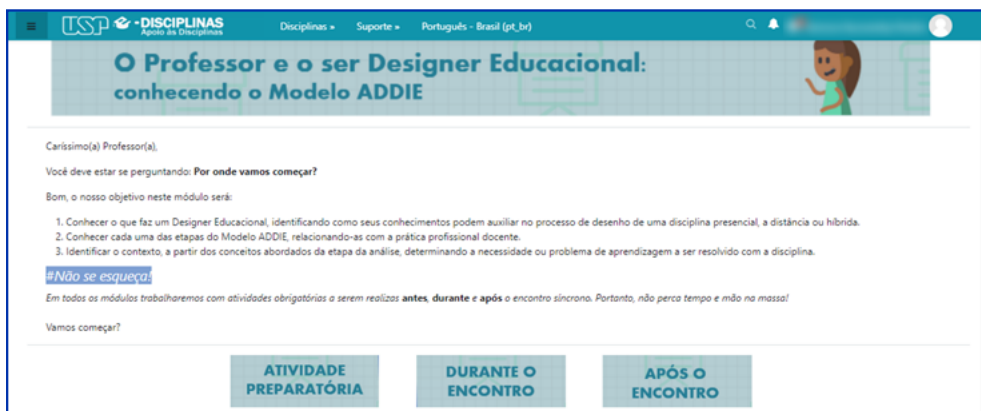 USP e-DISCIPLINAS Disciplinas » Suporte » Português - Brasil (pt_br)
Apoio às Disciplinas
O Professor e o ser Designer Educacional:
conhecendo o Modelo ADDIE
Caríssimo(a) Professor(a),
Você deve estar se perguntando: Por onde vamos começar?
Bom, o nosso objetivo neste módulo será:
1. Conhecer o que faz um Designer Educacional, identificando como seus conhecimentos podem auxiliar no processo de desenho de uma disciplina presencial, a distância ou híbrida.
2. Conhecer cada uma das etapas do Modelo ADDIE, relacionando-as com a prática profissional docente.
3. Identificar o contexto, a partir dos conceitos abordados da etapa da análise, determinando a necessidade ou problema de aprendizagem a ser resolvido com a disciplina.
#Não se esqueça!
Em todos os módulos trabalharemos com atividades obrigatórias a serem realizas antes, durante e após o encontro síncrono. Portanto, não perca tempo e mão na massa!
Vamos começar?
ATIVIDADE
PREPARATÓRIA
DURANTE O
ENCONTRO
APÓS O
ENCONTRO